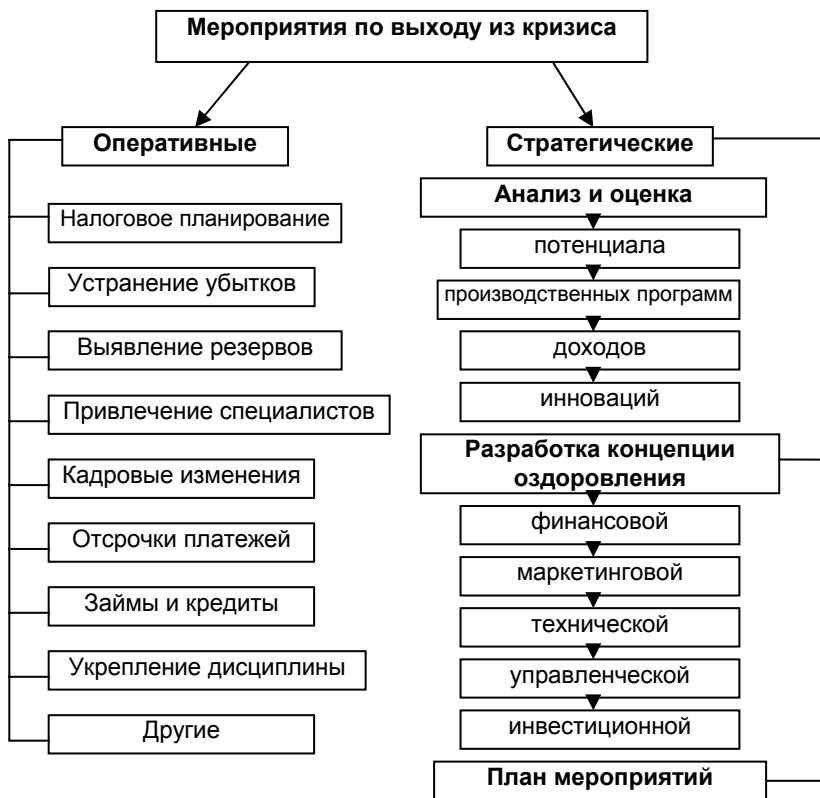 Мероприятия по выходу из кризиса
Оперативные
Налоговое планирование
Устранение убытков
Выявление резервов
Привлечение специалистов
Кадровые изменения
Отсрочки платежей
Займы и кредиты
Укрепление дисциплины
Другие
Стратегические
Анализ и оценка
потенциала
производственных программ
доходов
инноваций
Разработка концепции
оздоровления
финансовой
маркетинговой
технической
управленческой
инвестиционной
План мероприятий